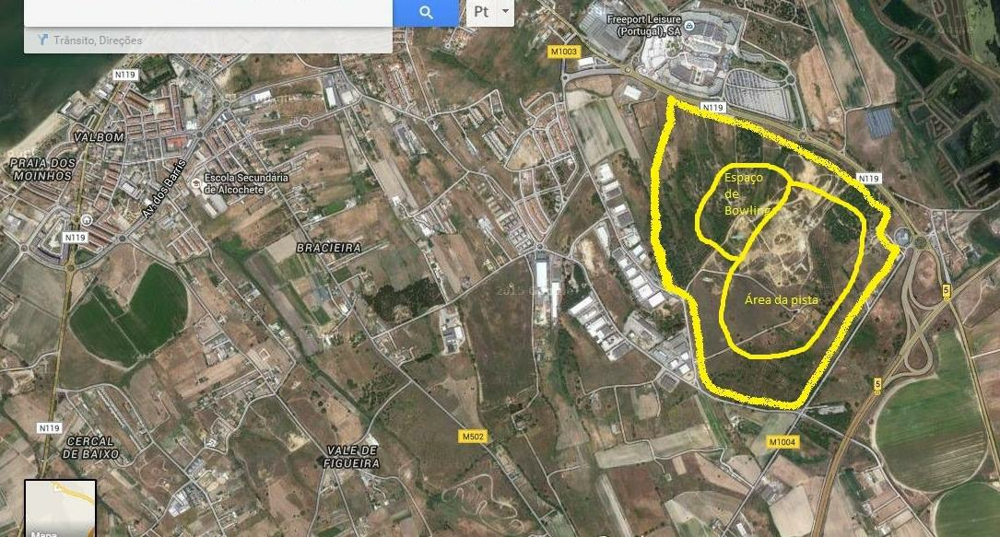 Pt
Trânsito, Direções
Freeport Leisure
(Portugal), SA
M1003
N119
N119
VALBOM
PRAIA DOS
MOINHOS
Av. dos Barris
Escola Secundária
de Alcochete
N119
N119
Espaço
de
Bowling
BRACIEIRA
Área da pista
5
5
N119
CERCAL
DE BAIXO
VALE DE
FIGUEIRA
M502
M1004
Mapa